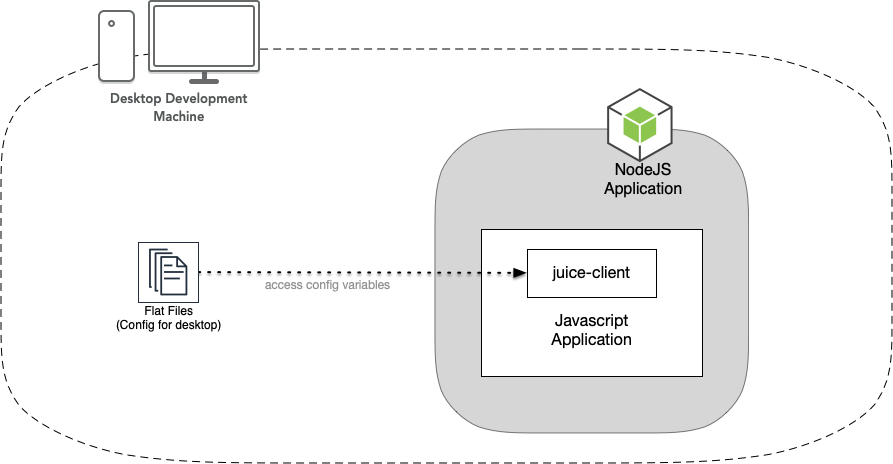 Desktop Development
Machine
NodeJS
Application
juice-client
access config variables
Flat Files
(Config for desktop)
Javascript
Application